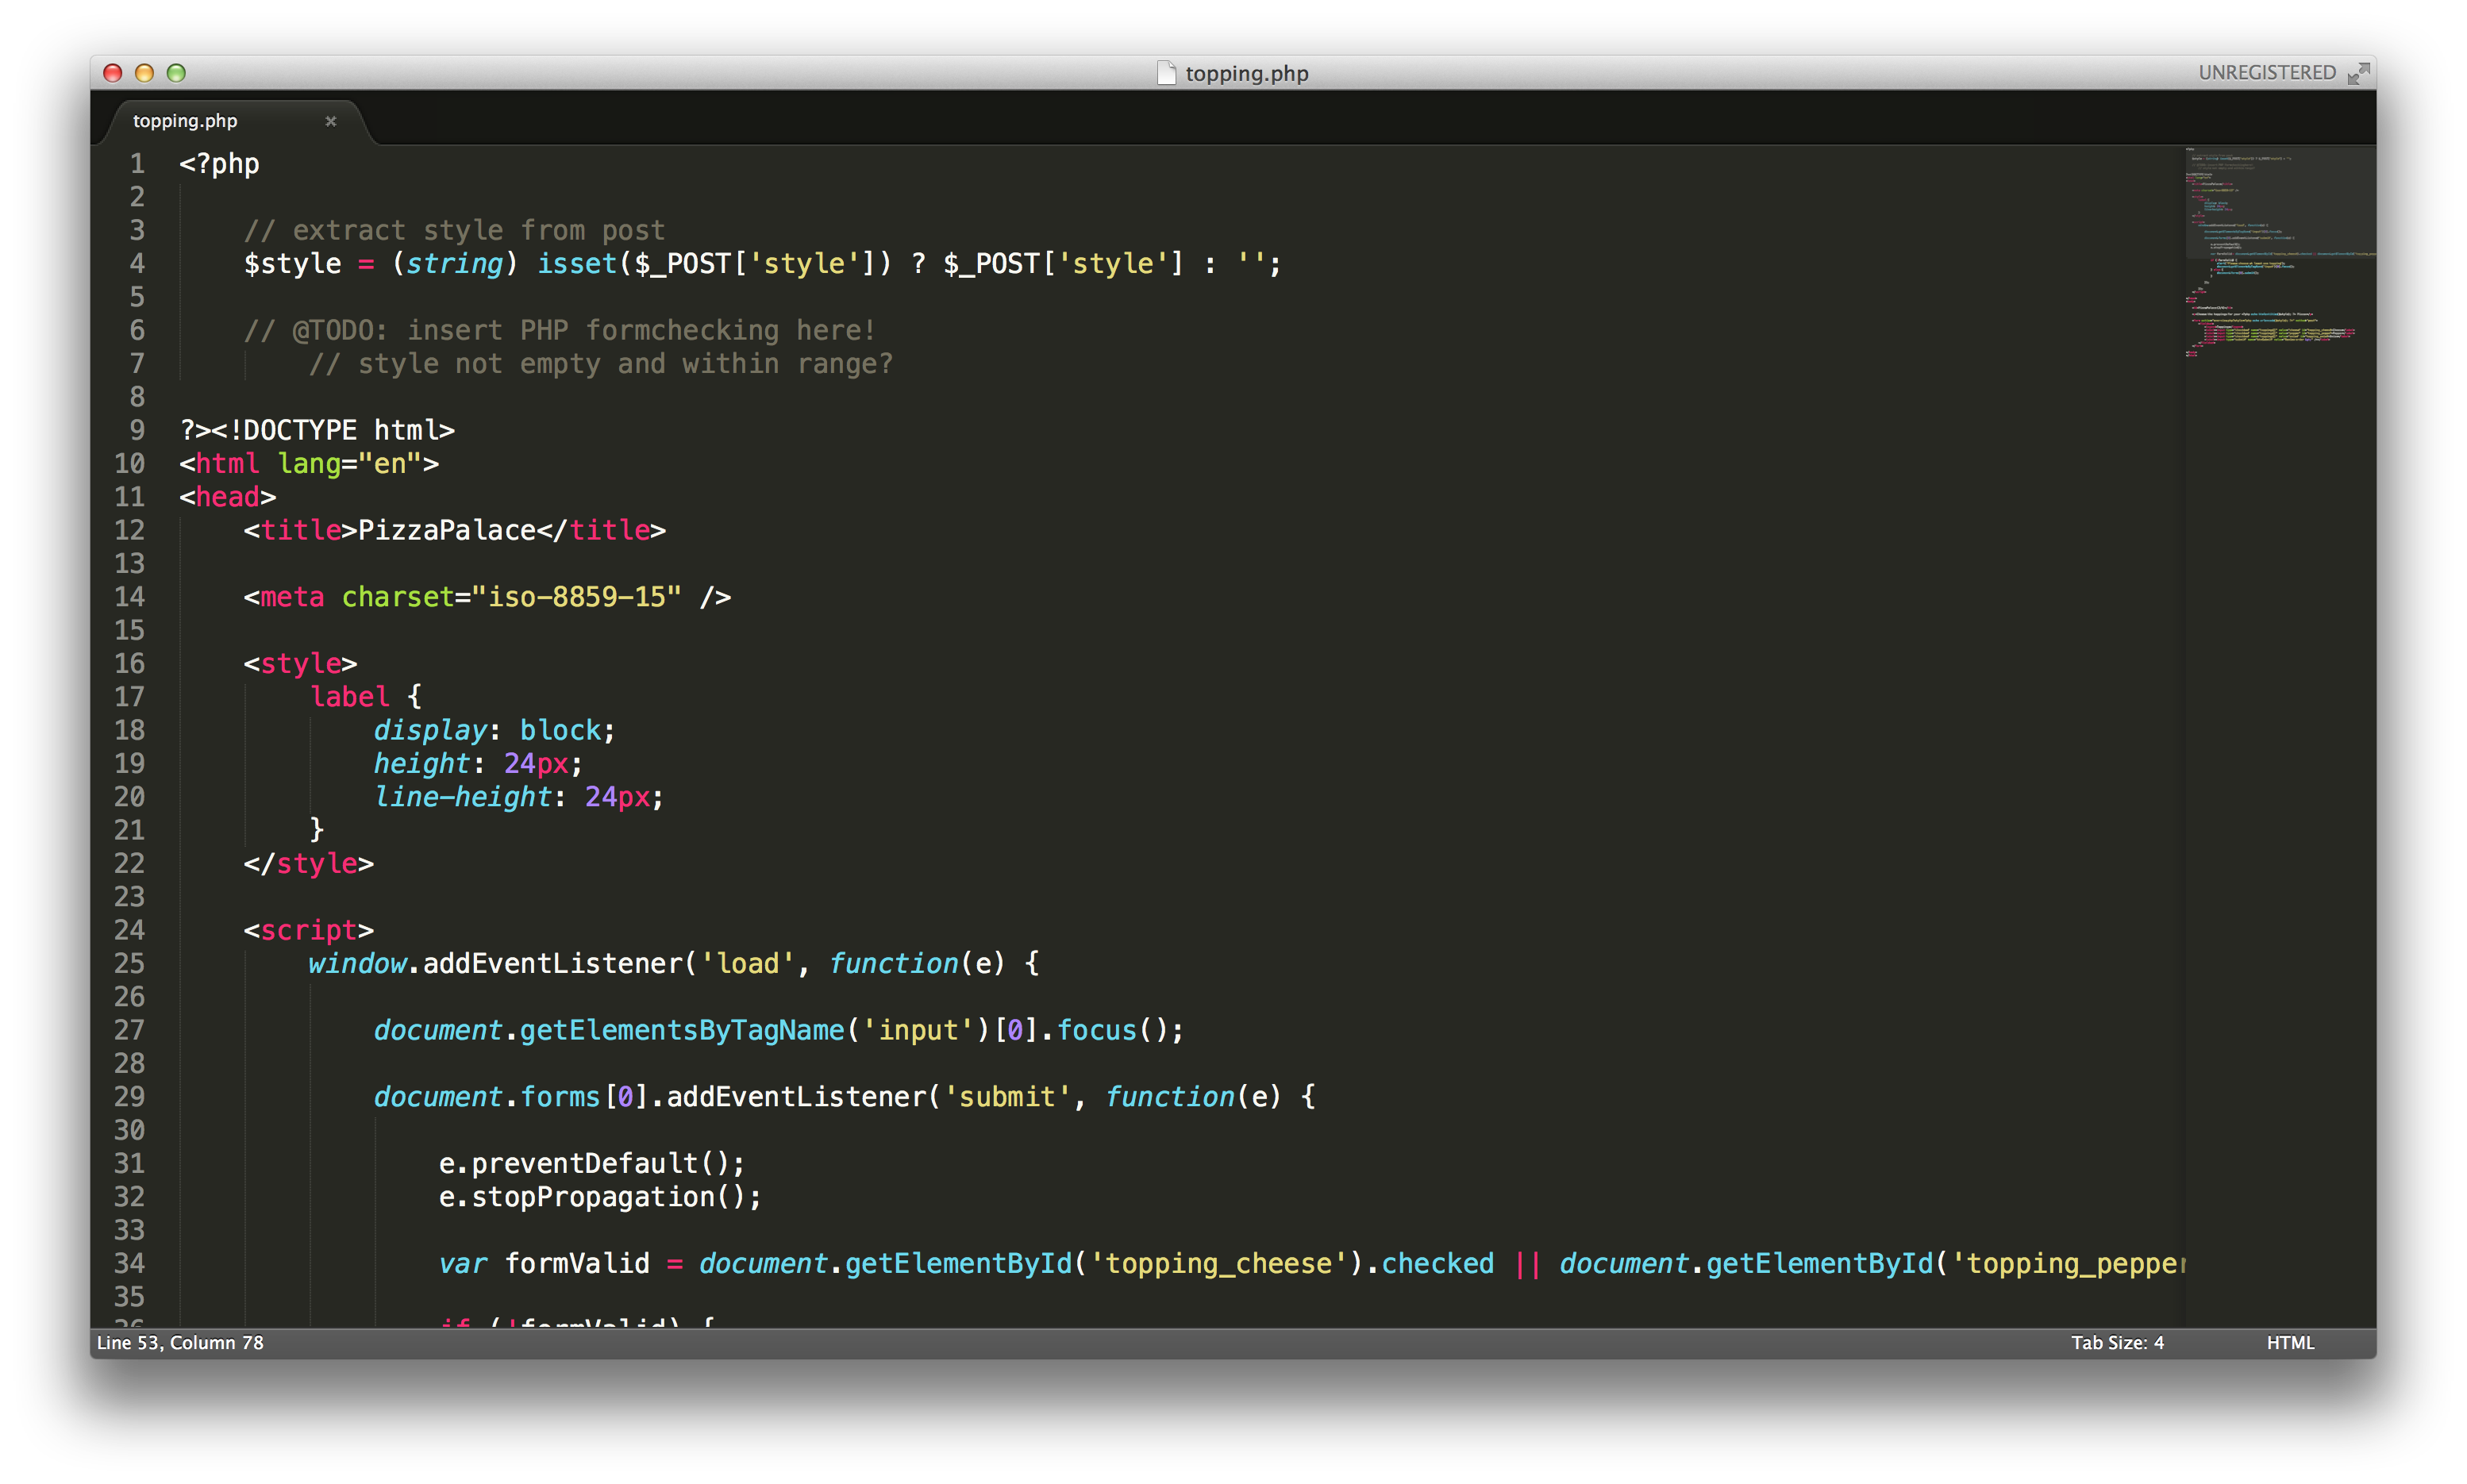 topping.php
UNREGISTERED
topping.php ×
1 <?php
2
3     // extract style from post
4     $style = (string) isset($_POST['style']) ? $_POST['style'] : '';
5
6     // @TODO: insert PHP formchecking here!
7         // style not empty and within range?
8
9 ?><!DOCTYPE html>
10 <html lang="en">
11 <head>
12     <title>PizzaPalace</title>
13
14     <meta charset="iso-8859-15" />
15
16     <style>
17         label {
18             display: block;
19             height: 24px;
20             line-height: 24px;
21         }
22     </style>
23
24     <script>
25         window.addEventListener('load', function(e) {
26
27             document.getElementsByTagName('input')[0].focus();
28
29             document.forms[0].addEventListener('submit', function(e) {
30
31                 e.preventDefault();
32                 e.stopPropagation();
33
34                 var formValid = document.getElementById('topping_cheese').checked || document.getElementById('topping_pepper
35
36                 if (!formValid) {
Line 53, Column 78
Tab Size: 4
HTML